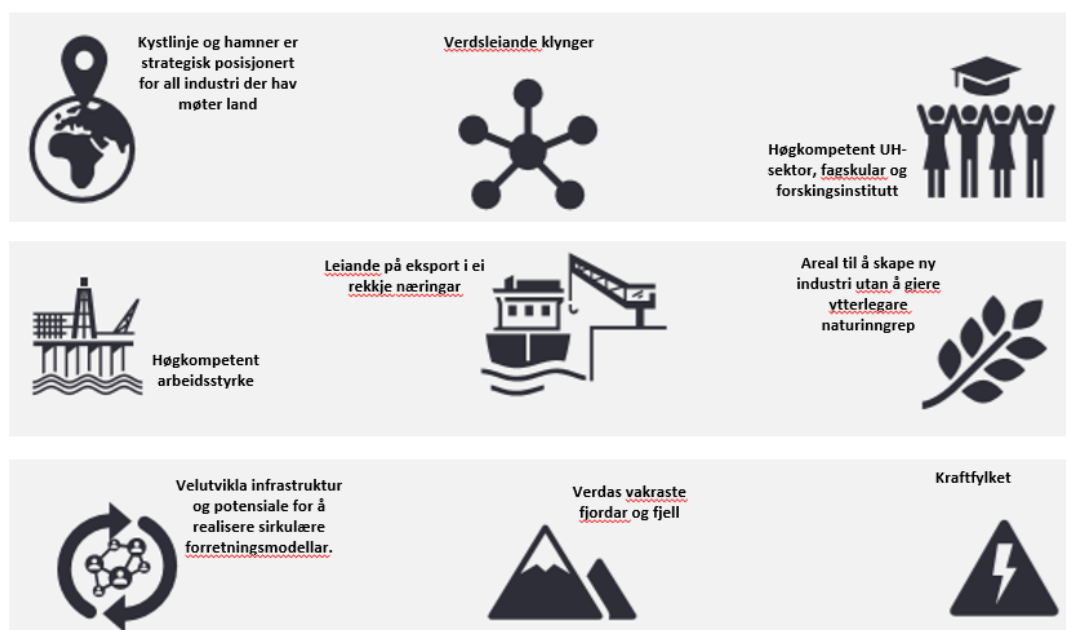 Kystlinje og hamner er
strategisk posisjonert
for all industri der hav
møter land
Verdsleiande klynger
Høgkompetent UH-
sektor, fagskular og
forskingsinstitutt
Høgkompetent
arbeidsstyrke
Leiande på eksport i ei
rekkje næringar
Areal til å skape ny
industri utan å gjere
ytterlegare
naturinngrep
Velutvikla infrastruktur
og potensiale for å
realisere sirkulære
forretningsmodellar.
Verdas vakraste
fjordar og fjell
Kraftfylket